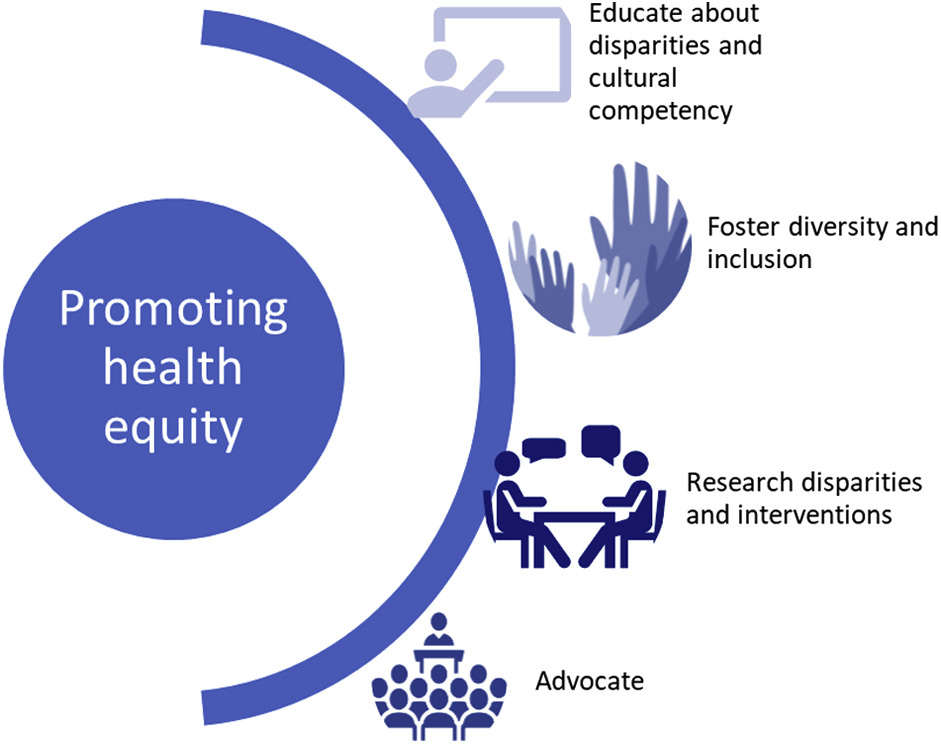 Promoting
health
equity
Educate about
disparities and
cultural
competency
Foster diversity and
inclusion
Research disparities
and interventions
Advocate